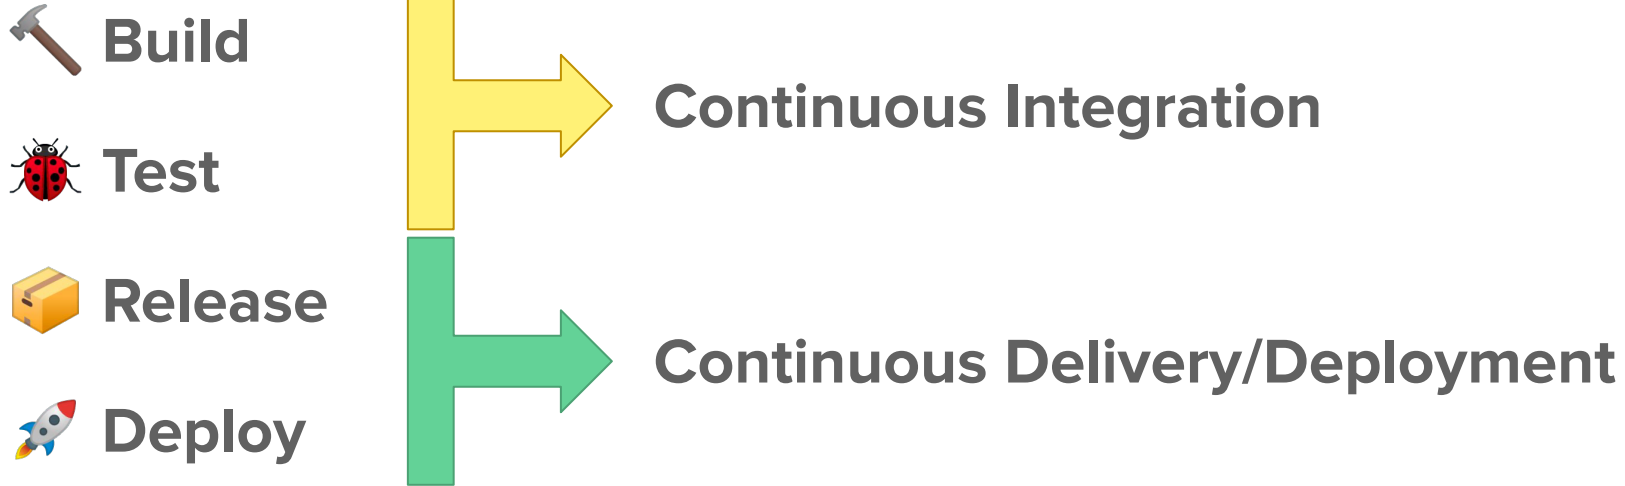 Build
Continuous Integration
Test
Release
Continuous Delivery/Deployment
Deploy